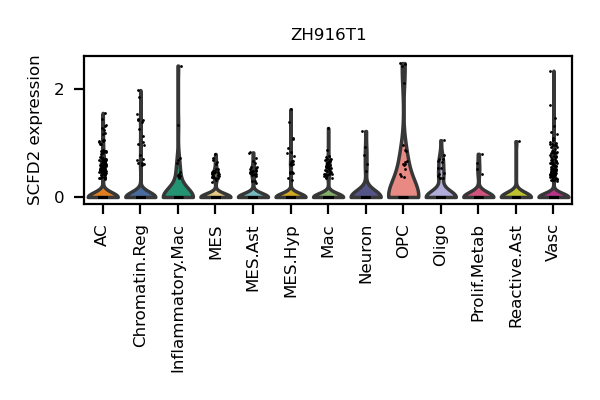 ZH916T1
SCFD2 expression
2
0
AC
Chromatin.Reg
Inflammatory.Mac
MES
MES.Ast
MES.Hyp
Mac
Neuron
OPC
Oligo
Prolif.Metab
Reactive.Ast
Vasc